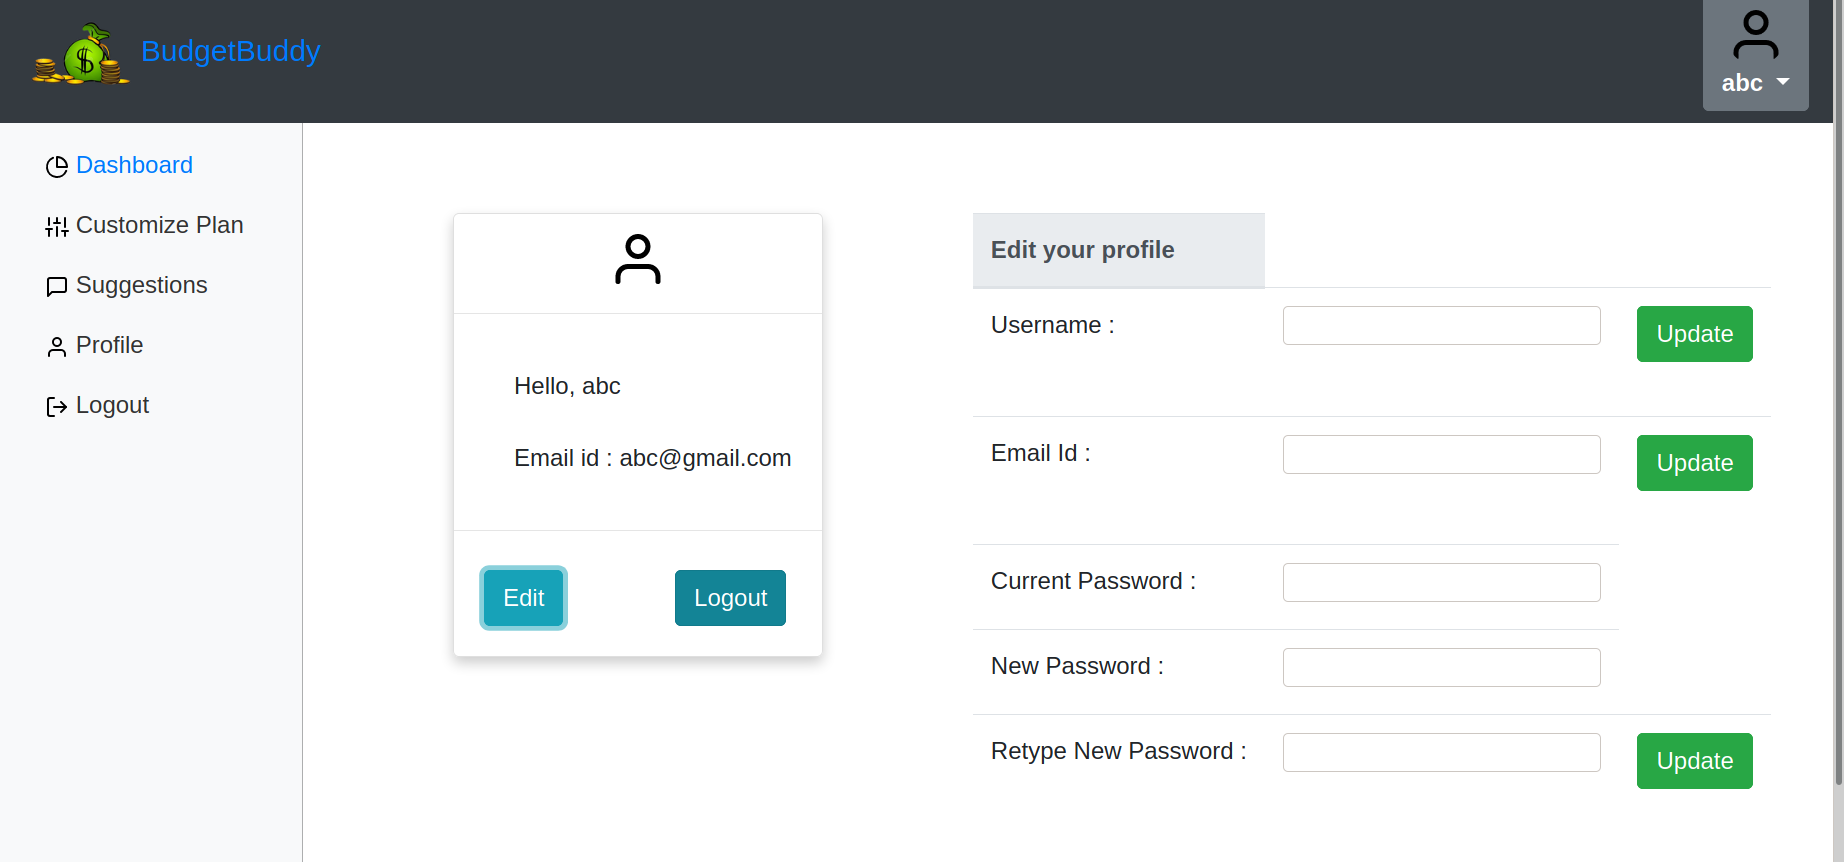 $
BudgetBuddy
abc
Dashboard
Customize Plan
Suggestions
Profile
Logout
Hello, abc
Email id : abc@gmail.com
Edit
Logout
Edit your profile
Username :
Update
Email Id :
Update
Current Password :
New Password :
Retype New Password :
Update